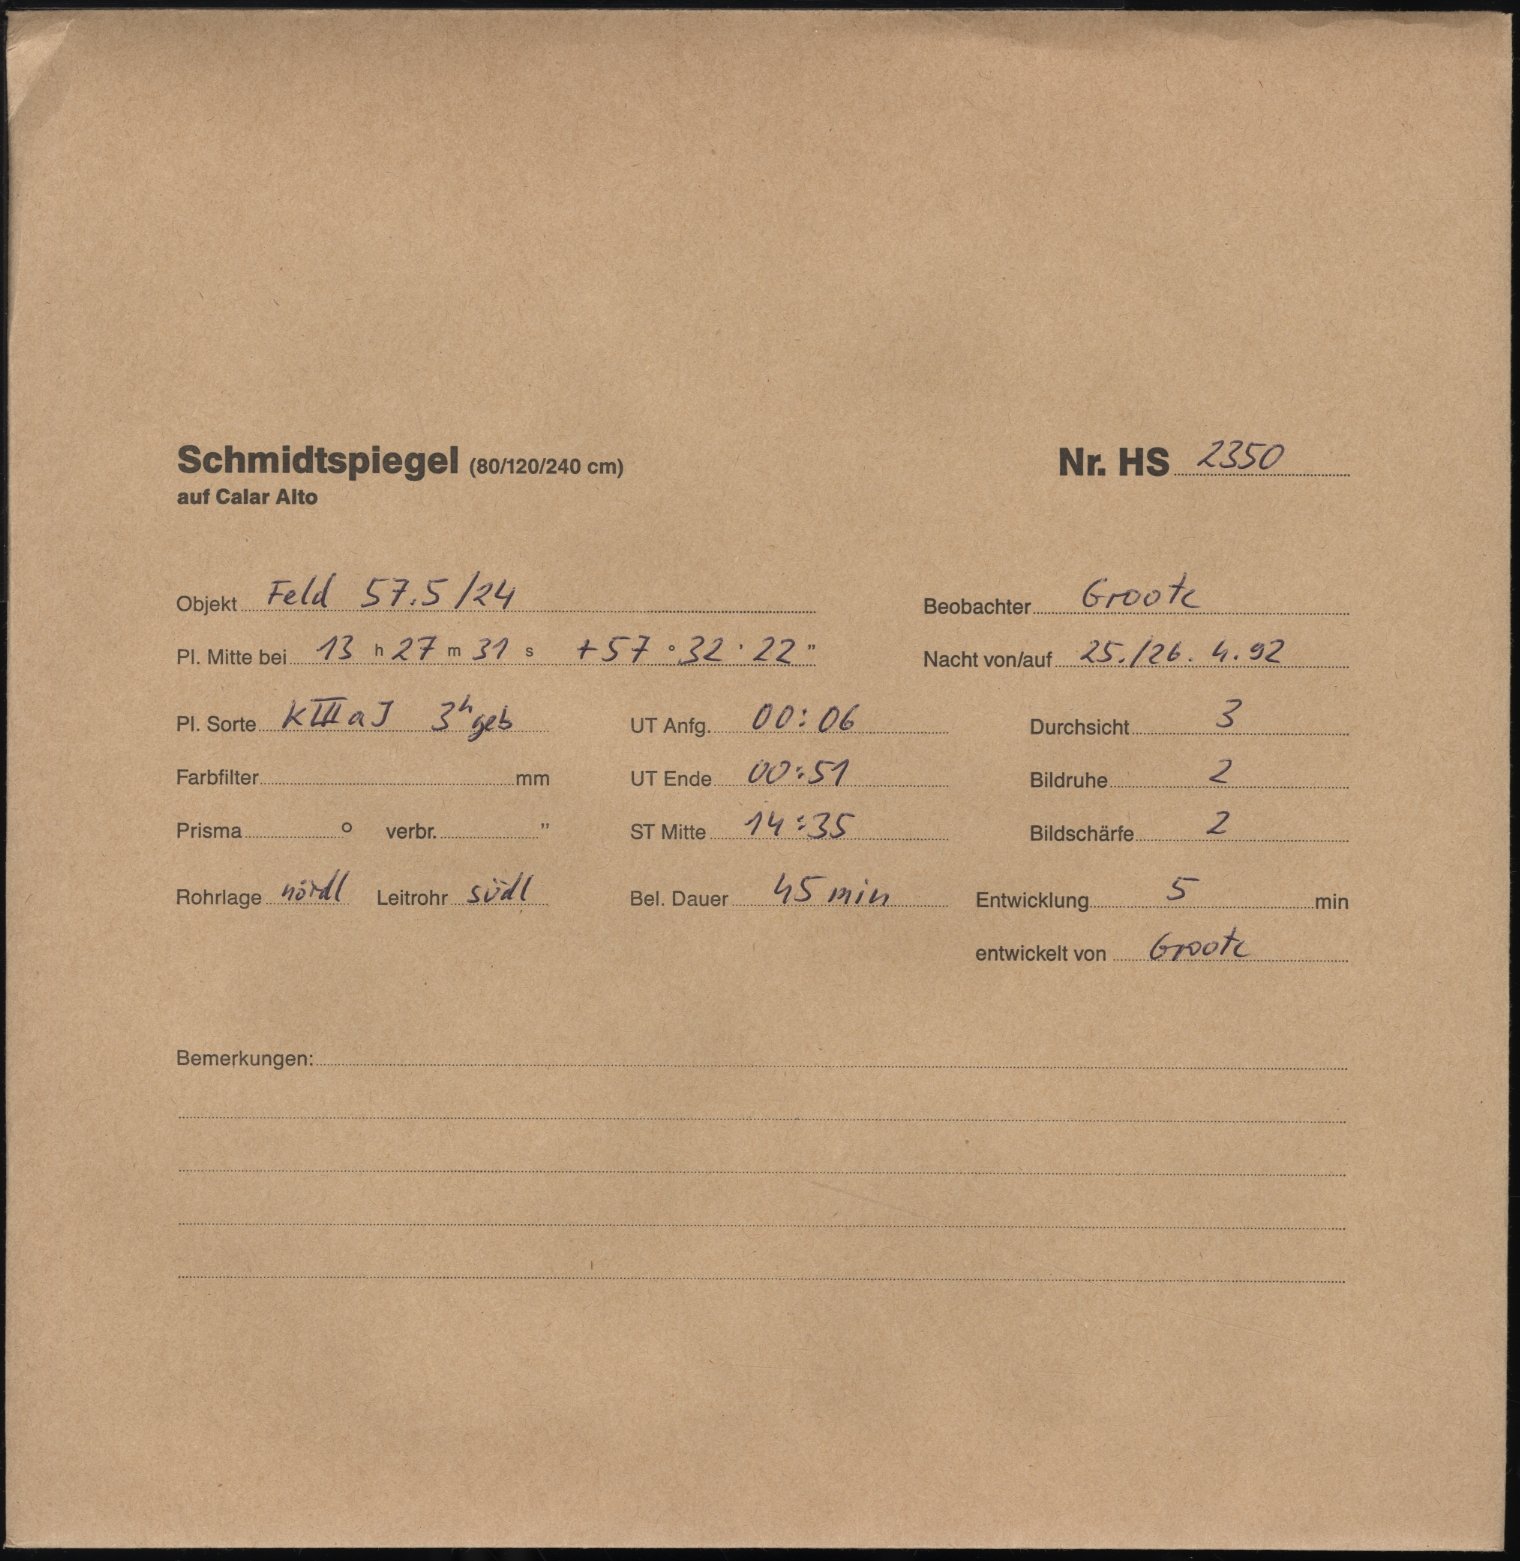 Schmidtspiegel (80/120/240 cm) Nr. HS 2350
auf Calar Alto
Objekt Feld 57.5/24 Beobachter Groote
Pl. Mitte bei 13 h 27 m 31 s +57 ° 32 ' 22 " Nacht von/auf 25./26. 4.92
Pl. Sorte KIIIaJ 3h geb UT Anfg. 00:06 Durchsicht 3
Farbfilter mm UT Ende 00:51 Bildruhe 2
Prisma ° verbr. " ST Mitte 14:35 Bildschärfe 2
Rohrlage nördl Leitrohr südl Bel. Dauer 45 min Entwicklung 5 min
entwickelt von Groote
Bemerkungen: